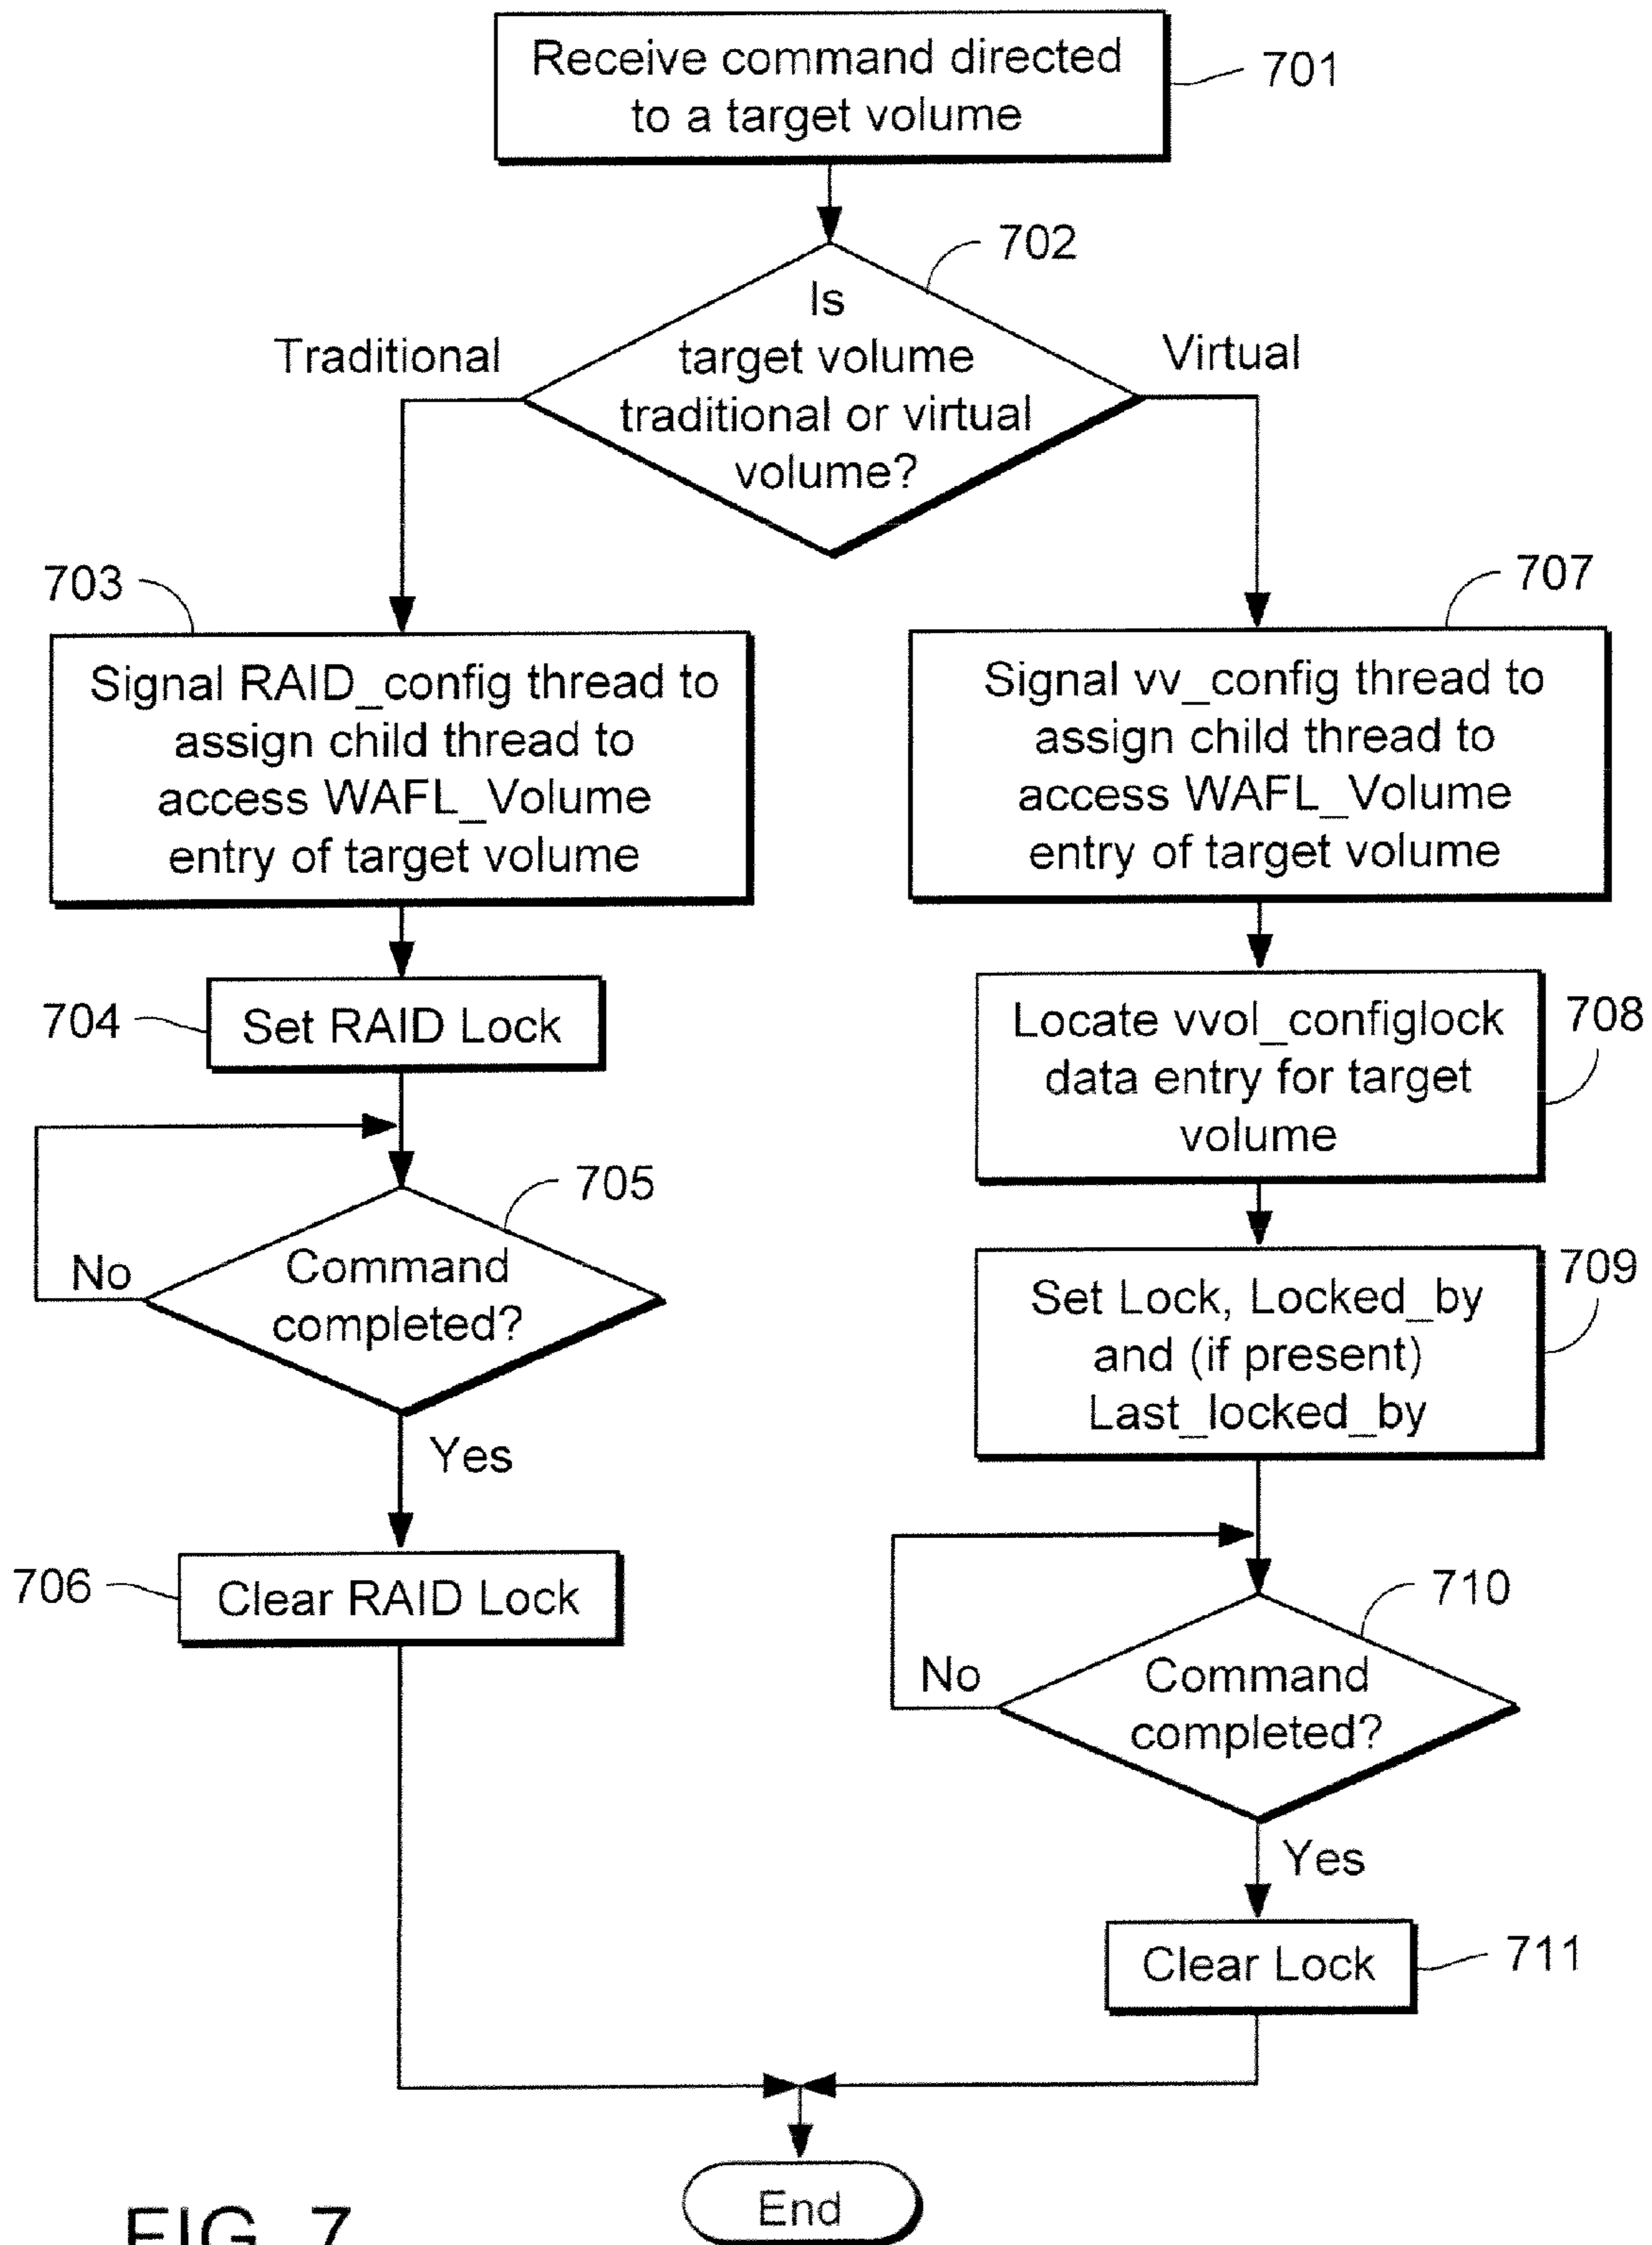 Receive command directed
to a target volume
701
702
Is
target volume
traditional or virtual
volume?
Traditional
Virtual
703
Signal RAID_config thread to
assign child thread to
access WAFL_Volume
entry of target volume
707
Signal vv_config thread to
assign child thread to
access WAFL_Volume
entry of target volume
704
Set RAID Lock
708
Locate vvol_configlock
data entry for target
volume
705
Command
completed?
No
Yes
709
Set Lock, Locked_by
and (if present)
Last_locked_by
706
Clear RAID Lock
710
Command
completed?
No
Yes
711
Clear Lock
End
FIG. 7